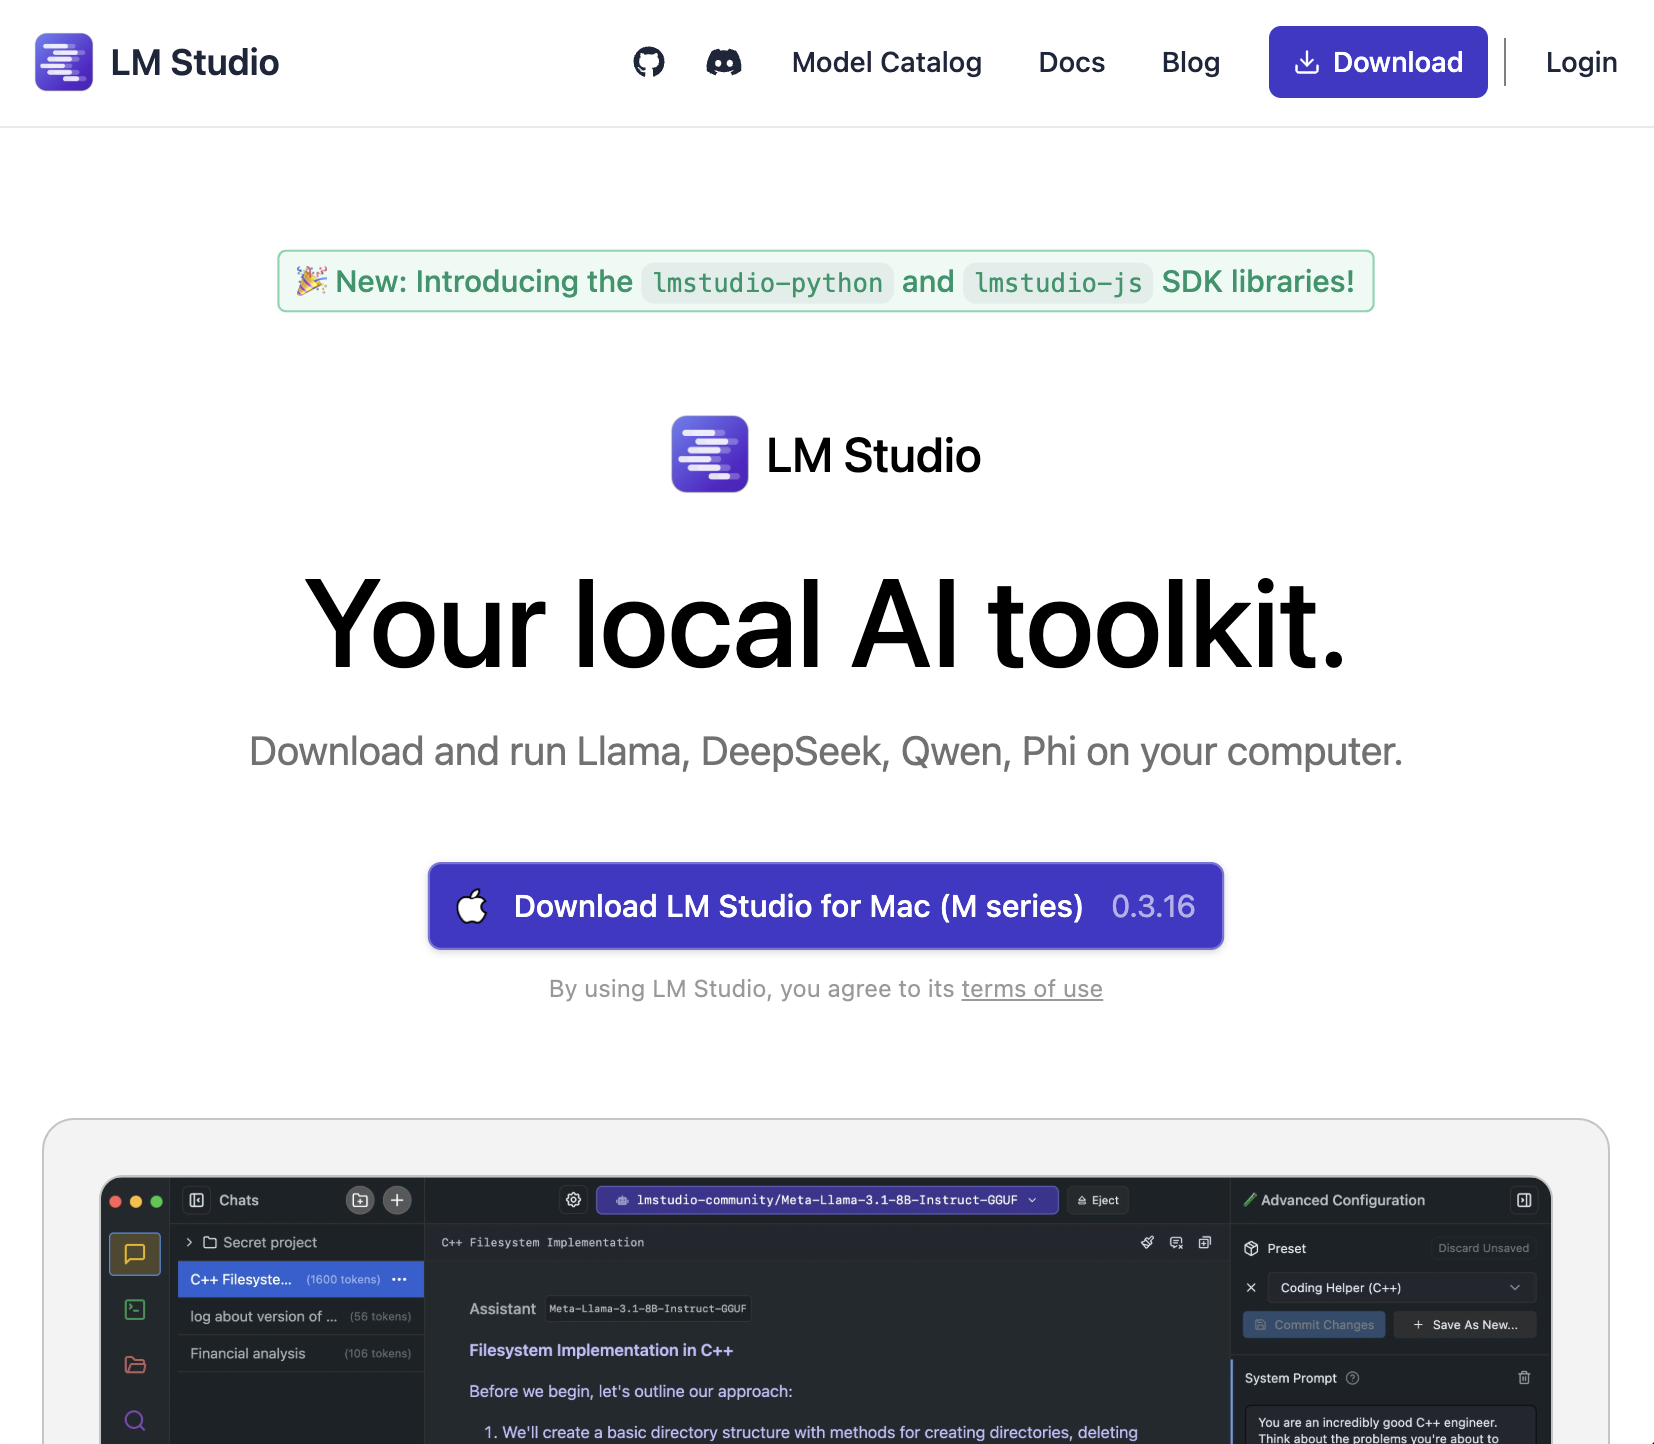 LM Studio
Model Catalog
Docs
Blog
Download
Login
🎉 New: Introducing the lmstudio-python and lmstudio-js SDK libraries!
LM Studio
Your local AI toolkit.
Download and run Llama, DeepSeek, Qwen, Phi on your computer.
Download LM Studio for Mac (M series) 0.3.16
By using LM Studio, you agree to its terms of use
Chats
Secret project
C++ Filesyste... (1600 tokens)
log about version of ... (56 tokens)
Financial analysis (106 tokens)
lmstudio-community/Meta-Llama-3.1-8B-Instruct-GGUF
Eject
C++ Filesystem Implementation
Assistant Meta-Llama-3.1-8B-Instruct-GGUF
Filesystem Implementation in C++
Before we begin, let's outline our approach:
1. We'll create a basic directory structure with methods for creating directories, deleting
Advanced Configuration
Preset
Discard Unsaved
Coding Helper (C++)
Commit Changes
+ Save As New...
System Prompt
You are an incredibly good C++ engineer.
Think about the problems you're about to